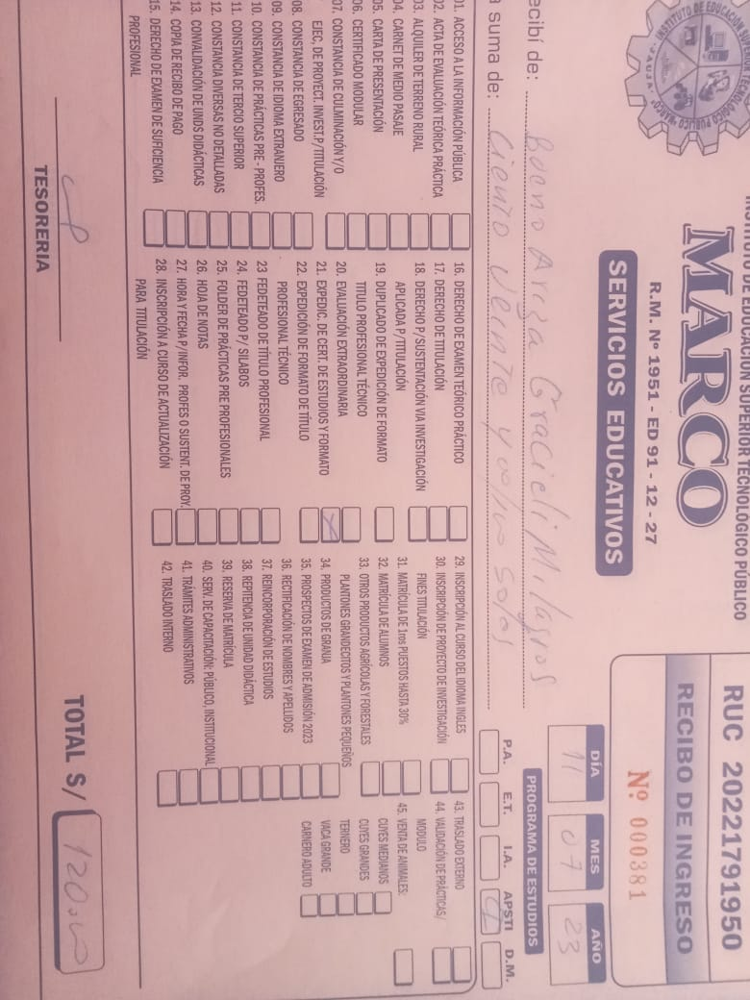 INSTITUTO DE EDUCACIÓN SUPERIOR TECNOLÓGICO PÚBLICO
MARCO
R.M. Nº 1951 - ED 91 - 12 - 27
SERVICIOS EDUCATIVOS
INSTITUTO DE EDUCACIÓN SUPERIOR TECNOLÓGICO PÚBLICO "MARCO"
JAUJA
RUC 20221791950
RECIBO DE INGRESO
Nº 000381
DÍA MES AÑO
11 07 23
PROGRAMA DE ESTUDIOS
P.A. E.T. I.A. APSTI D.M.
ecibí de: Gracieli Milagros
a suma de: Ciento veinte y 00/100 soles
01. ACCESO A LA INFORMACIÓN PÚBLICA
02. ACTA DE EVALUACIÓN TEÓRICA PRÁCTICA
03. ALQUILER DE TERRENO RURAL
04. CARNET DE MEDIO PASAJE
05. CARTA DE PRESENTACIÓN
06. CERTIFICADO MODULAR
07. CONSTANCIA DE CULMINACIÓN Y/O
EJEC, DE PROYECT. INVEST.P./TITULACIÓN
08. CONSTANCIA DE EGRESADO
09. CONSTANCIA DE IDIOMA EXTRANJERO
10. CONSTANCIA DE PRÁCTICAS PRE - PROFES.
11. CONSTANCIA DE TERCIO SUPERIOR
12. CONSTANCIA DIVERSAS NO DETALLADAS
13. CONVALIDACIÓN DE UNDS DIDÁCTICAS
14. COPIA DE RECIBO DE PAGO
15. DERECHO DE EXAMEN DE SUFICIENCIA
PROFESIONAL
16. DERECHO DE EXAMEN TEÓRICO PRÁCTICO
17. DERECHO DE TITULACIÓN
18. DERECHO P/SUSTENTACIÓN VIA INVESTIGACIÓN
APLICADA P/TITULACIÓN
19. DUPLICADO DE EXPEDICIÓN DE FORMATO
TITULO PROFESIONAL TÉCNICO
20. EVALUACIÓN EXTRAORDINARIA
21. EXPEDIC. DE CERT. DE ESTUDIOS Y FORMATO
22. EXPEDICIÓN DE FORMATO DE TÍTULO
PROFESIONAL TÉCNICO
23 FEDETEADO DE TÍTULO PROFESIONAL
24. FEDETEADO P/ SILABOS
25. FOLDER DE PRÁCTICAS PRE PROFESIONALES
26. HOJA DE NOTAS
27. HORA Y FECHA P/INFOR. PROFES O SUSTENT. DE PROY.
28. INSCRIPCIÓN A CURSO DE ACTUALIZACIÓN
PARA TITULACIÓN
29. INSCRIPCIÓN AL CURSO DEL IDIOMA INGLES
30. INSCRIPCIÓN DE PROYECTO DE INVESTIGACIÓN
FINES TITULACIÓN
31. MATRÍCULA DE 1ros PUESTOS HASTA 30%
32. MATRÍCULA DE ALUMNOS
33. OTROS PRODUCTOS AGRÍCOLAS Y FORESTALES
PLANTONES GRANDECITOS Y PLANTONES PEQUEÑOS
34. PRODUCTOS DE GRANJA
35. PROSPECTOS DE EXAMEN DE ADMISIÓN 2023
36. RECTIFICACIÓN DE NOMBRES Y APELLIDOS
37. REINCORPORACIÓN DE ESTUDIOS
38. REPITENCIA DE UNIDAD DIDÁCTICA
39. RESERVA DE MATRÍCULA
40. SERV. DE CAPACITACIÓN: PÚBLICO, INSTITUCIONAL
41. TRÁMITES ADMINISTRATIVOS
42. TRASLADO INTERNO
43. TRASLADO EXTERNO
44. VALIDACIÓN DE PRÁCTICAS/
MODULO
45. VENTA DE ANIMALES:
CUYES MEDIANOS
CUYES GRANDES
TERNERO
VACA GRANDE
CARNERO ADULTO
TESORERIA
TOTAL S/ 120.00